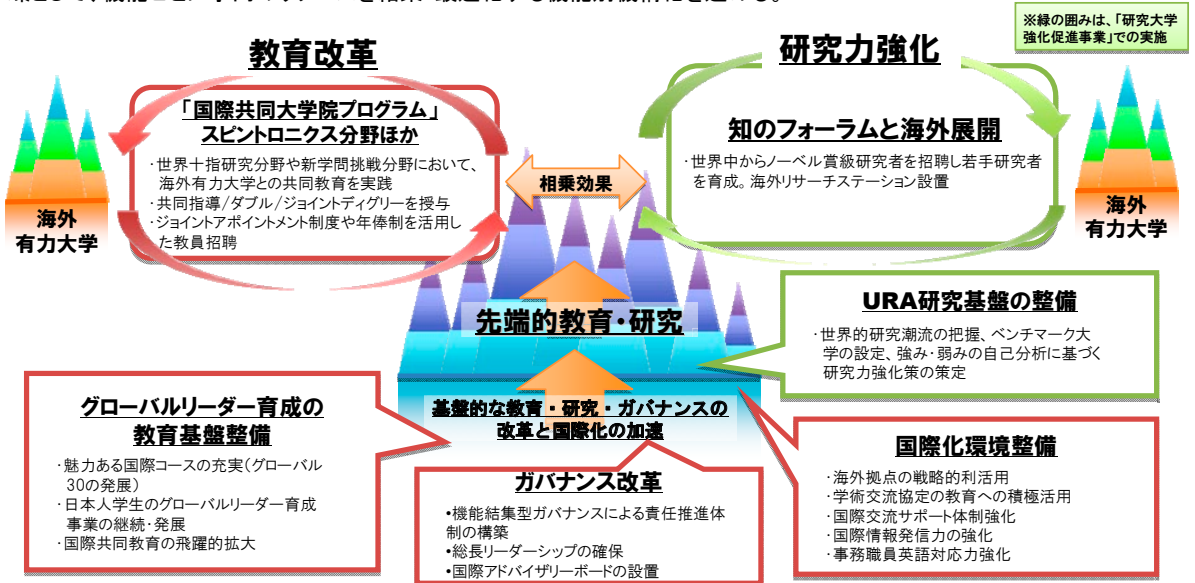 ※緑の囲みは、「研究大学
強化促進事業」での実施
教育改革
研究力強化
「国際共同大学院プログラム」
スピントロニクス分野ほか
・世界十指研究分野や新学問挑戦分野において、
海外有力大学との共同教育を実践
・共同指導/ダブル/ジョイントディグリーを授与
・ジョイントアポイントメント制度や年俸制を活用し
た教員招聘
相乗効果
知のフォーラムと海外展開
・世界中からノーベル賞級研究者を招聘し若手研究者
を育成。海外リサーチステーション設置
海外
有力大学
海外
有力大学
先端的教育・研究
URA研究基盤の整備
・世界的研究潮流の把握、ベンチマーク大
学の設定、強み・弱みの自己分析に基づく
研究力強化策の策定
基盤的な教育・研究・ガバナンスの
改革と国際化の加速
グローバルリーダー育成の
教育基盤整備
・魅力ある国際コースの充実(グローバル
30の発展)
・日本人学生のグローバルリーダー育成
事業の継続・発展
・国際共同教育の飛躍的拡大
ガバナンス改革
•機能結集型ガバナンスによる責任推進体
制の構築
•総長リーダーシップの確保
•国際アドバイザリーボードの設置
国際化環境整備
・海外拠点の戦略的利活用
・学術交流協定の教育への積極活用
・国際交流サポート体制強化
・国際情報発信力の強化
・事務職員英語対応力強化